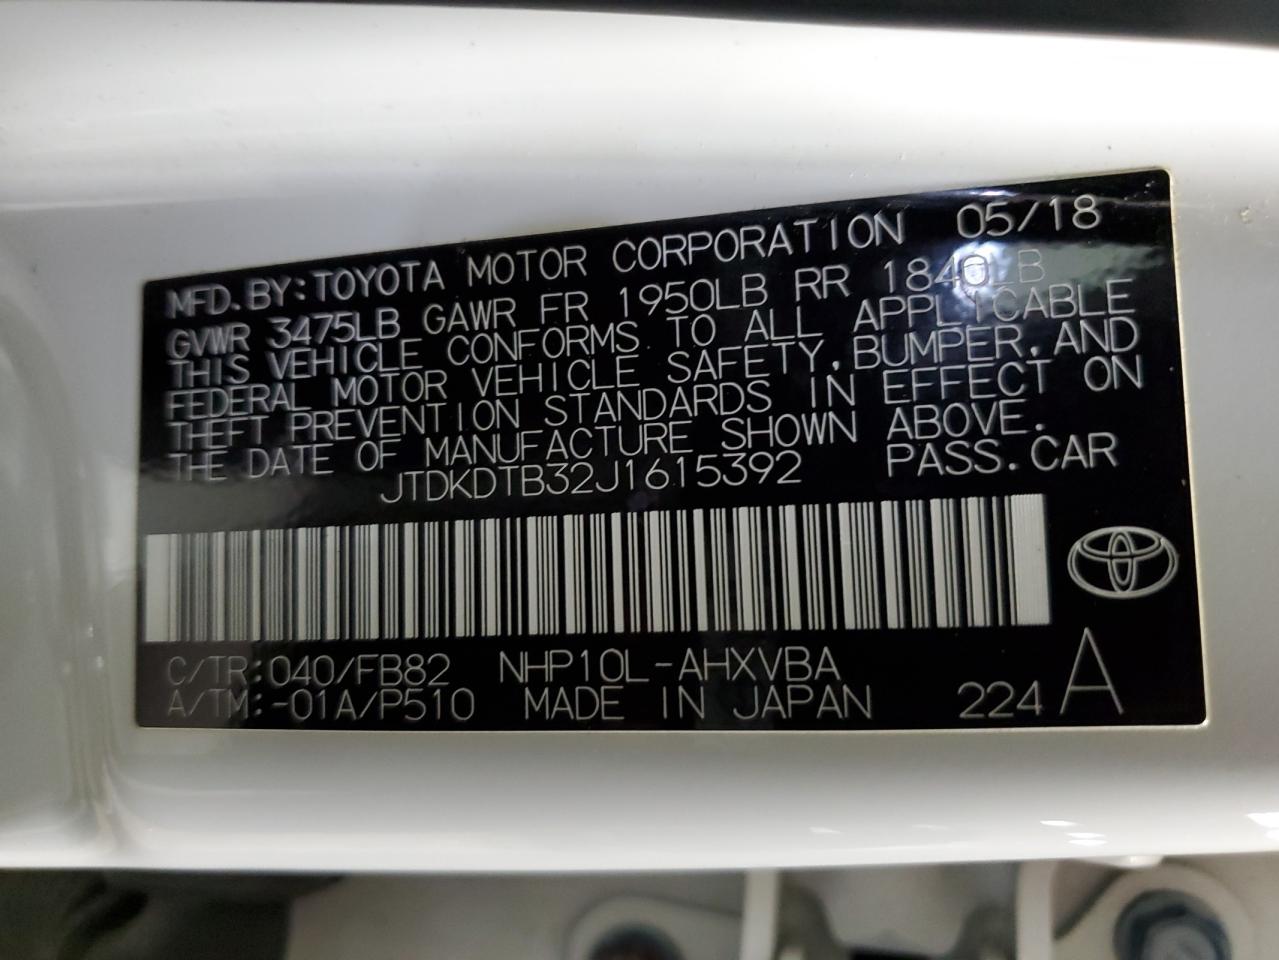 MFD.BY:TOYOTA MOTOR CORPORATION 05/18
GVWR 3475LB GAWR FR 1950LB RR 1840LB
THIS VEHICLE CONFORMS TO ALL APPLICABLE
FEDERAL MOTOR VEHICLE SAFETY,BUMPER,AND
THEFT PREVENTION STANDARDS IN EFFECT ON
THE DATE OF MANUFACTURE SHOWN ABOVE.
JTDKDTB32J1615392 PASS.CAR
C/TR:040/FB82 NHP10L-AHXVBA
A/TM:-01A/P510 MADE IN JAPAN 224 A